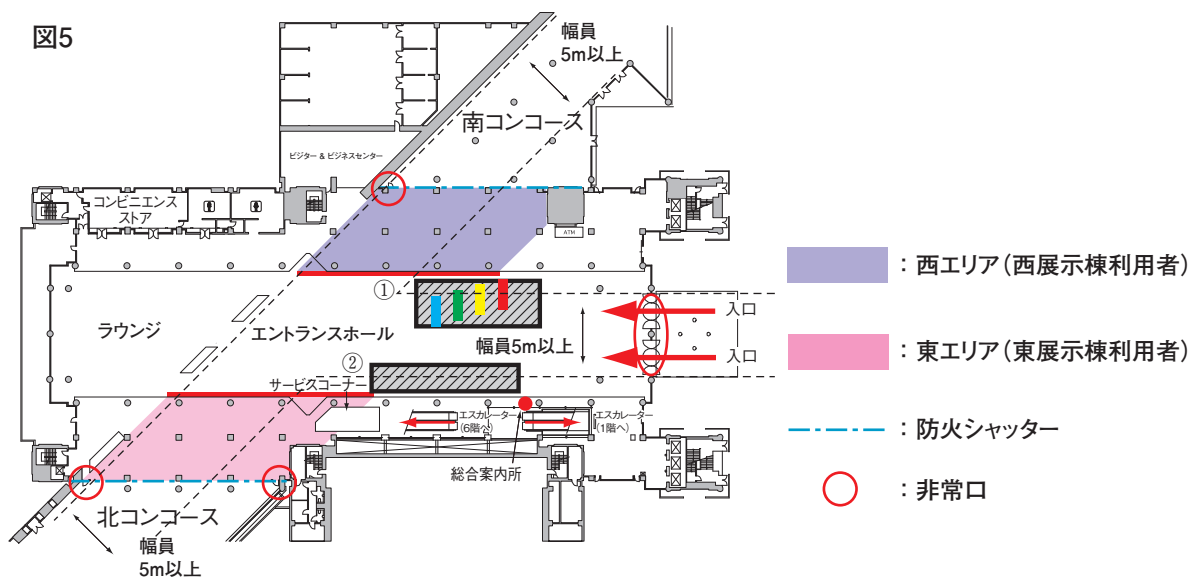 図5
幅員
5m以上
南コンコース
ビジター & ビジネスセンター
コンビニエンス
ストア
ATM
①
ラウンジ
エントランスホール
幅員5m以上
入口
入口
②
サービスコーナー
エスカレーター
(6階へ)
エスカレーター
(1階へ)
総合案内所
北コンコース
幅員
5m以上
：西エリア(西展示棟利用者)
：東エリア(東展示棟利用者)
：防火シャッター
：非常口